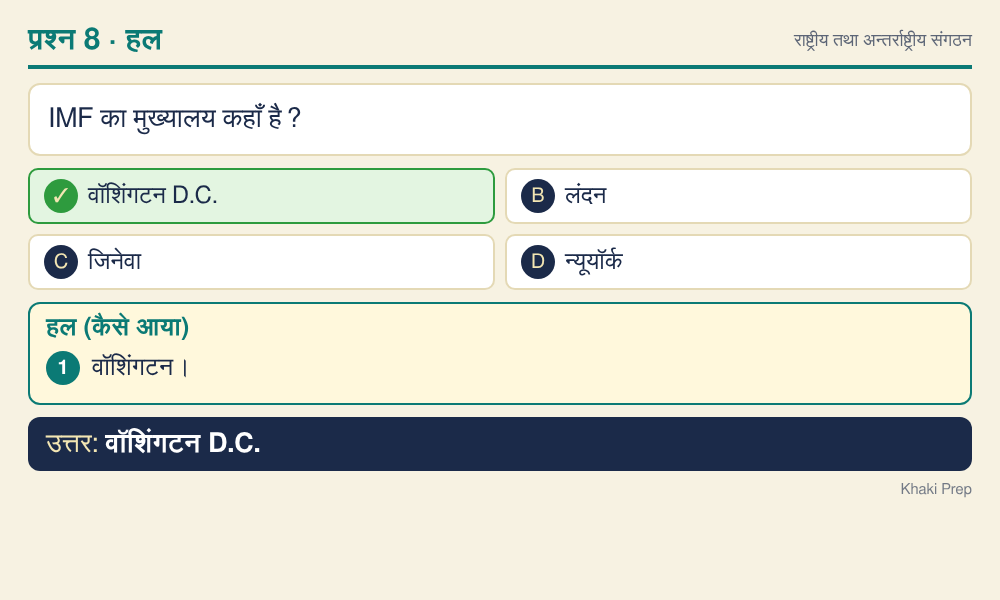 प्रश्न 8 · हल
राष्ट्रीय तथा अन्तर्राष्ट्रीय संगठन
IMF का मुख्यालय कहाँ है ?
✓ वॉशिंगटन D.C.
B लंदन
C जिनेवा
D न्यूयॉर्क
हल (कैसे आया)
1 वॉशिंगटन।
उत्तर: वॉशिंगटन D.C.
Khaki Prep